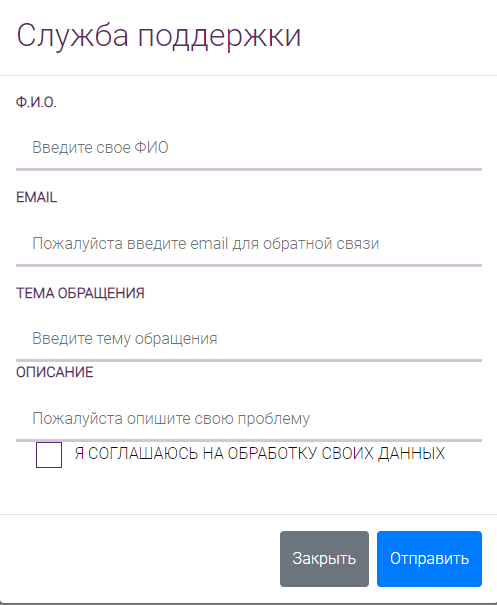 Служба поддержки
Ф.И.О.
Введите свое ФИО
EMAIL
Пожалуйста введите email для обратной связи
ТЕМА ОБРАЩЕНИЯ
Введите тему обращения
ОПИСАНИЕ
Пожалуйста опишите свою проблему
Я СОГЛАШАЮСЬ НА ОБРАБОТКУ СВОИХ ДАННЫХ
Закрыть Отправить